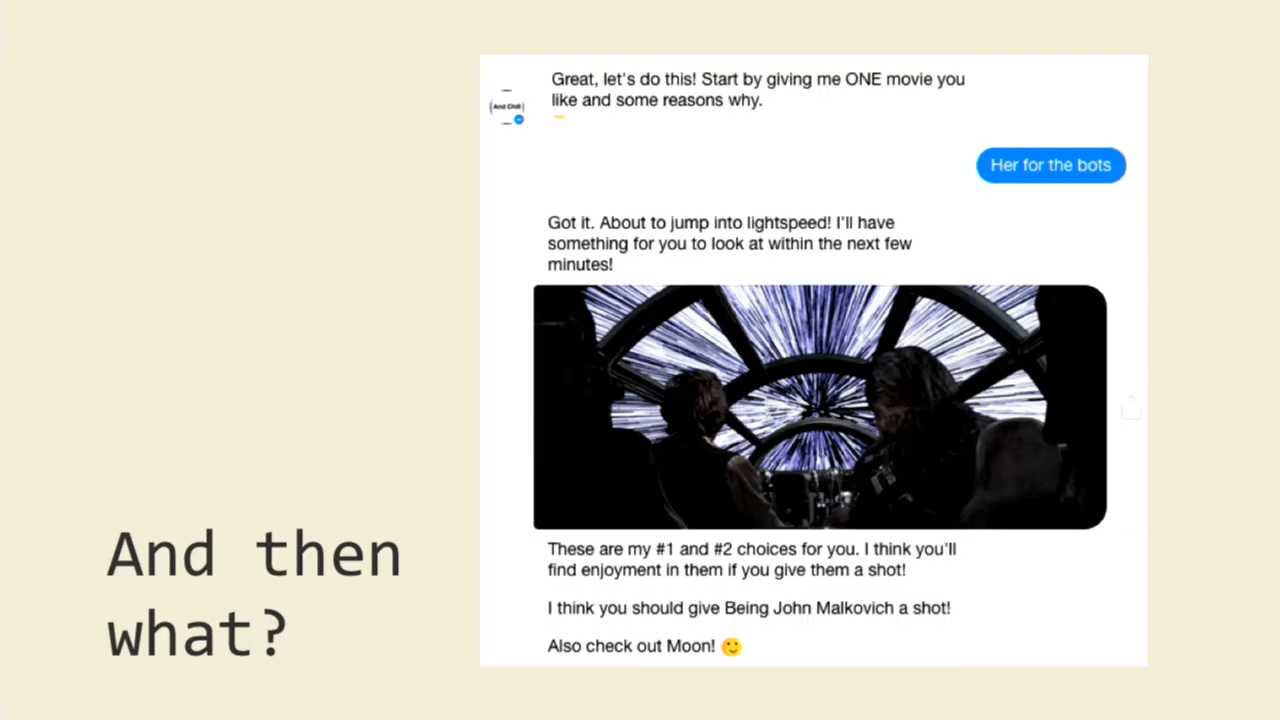 Great, let's do this! Start by giving me ONE movie you
like and some reasons why.
And Chill
Her for the bots
Got it. About to jump into lightspeed! I'll have
something for you to look at within the next few
minutes!
These are my #1 and #2 choices for you. I think you'll
find enjoyment in them if you give them a shot!
I think you should give Being John Malkovich a shot!
Also check out Moon! 🙂
And then
what?